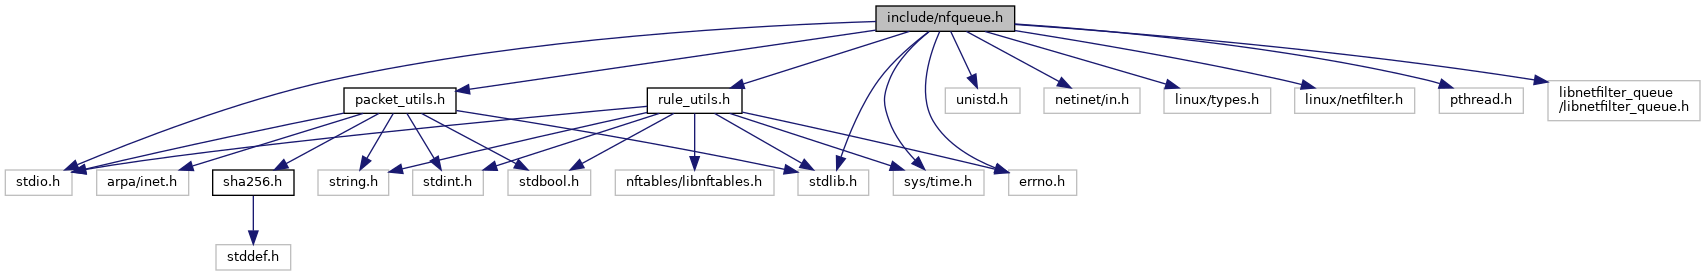 include/nfqueue.h
packet_utils.h
rule_utils.h
unistd.h
netinet/in.h
linux/types.h
linux/netfilter.h
pthread.h
libnetfilter_queue
/libnetfilter_queue.h
stdio.h
arpa/inet.h
sha256.h
string.h
stdint.h
stdbool.h
nftables/libnftables.h
stdlib.h
sys/time.h
errno.h
stddef.h